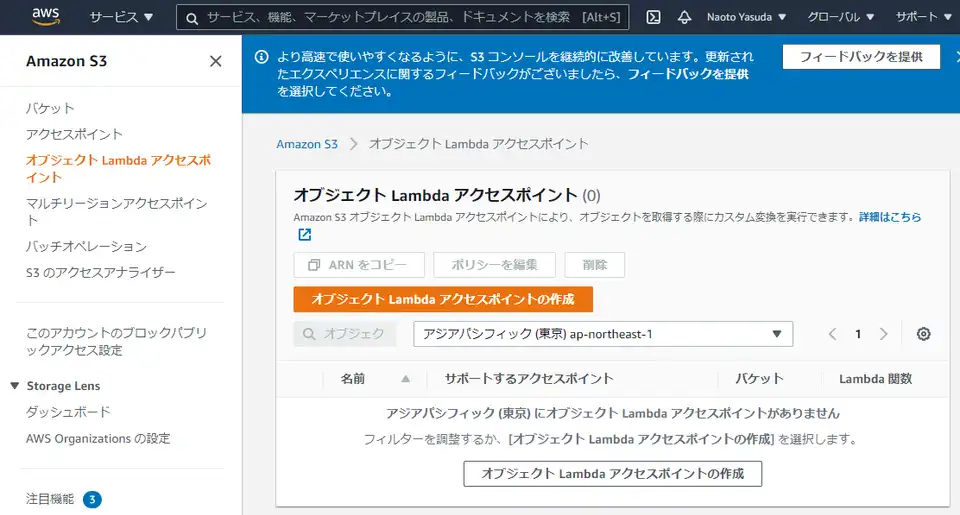 aws サービス ▼ サービス、機能、マーケットプレイスの製品、ドキュメントを検索 [Alt+S] Naoto Yasuda ▼ グローバル ▼ サポート ▼
Amazon S3
バケット
アクセスポイント
オブジェクト Lambda アクセスポ
イント
マルチリージョンアクセスポイン
ト
バッチオペレーション
S3 のアクセスアナライザー
このアカウントのブロックパブリ
ックアクセス設定
▼ Storage Lens
ダッシュボード
AWS Organizations の設定
注目機能 3
より高速で使いやすくなるように、S3 コンソールを継続的に改善しています。更新され
たエクスペリエンスに関するフィードバックがございましたら、フィードバックを提供
を選択してください。
フィードバックを提供
Amazon S3 > オブジェクト Lambda アクセスポイント
オブジェクト Lambda アクセスポイント (0)
Amazon S3 オブジェクト Lambda アクセスポイントにより、オブジェクトを取得する際にカスタム変換を実行できます。詳細はこちら
ARN をコピー ポリシーを編集 削除
オブジェクト Lambda アクセスポイントの作成
オブジェク アジアパシフィック (東京) ap-northeast-1 ▼ < 1 >
名前 ▲ サポートするアクセスポイント バケット Lambda 関数
アジアパシフィック (東京) にオブジェクト Lambda アクセスポイントがありません
フィルターを調整するか、[オブジェクト Lambda アクセスポイントの作成] を選択します。
オブジェクト Lambda アクセスポイントの作成